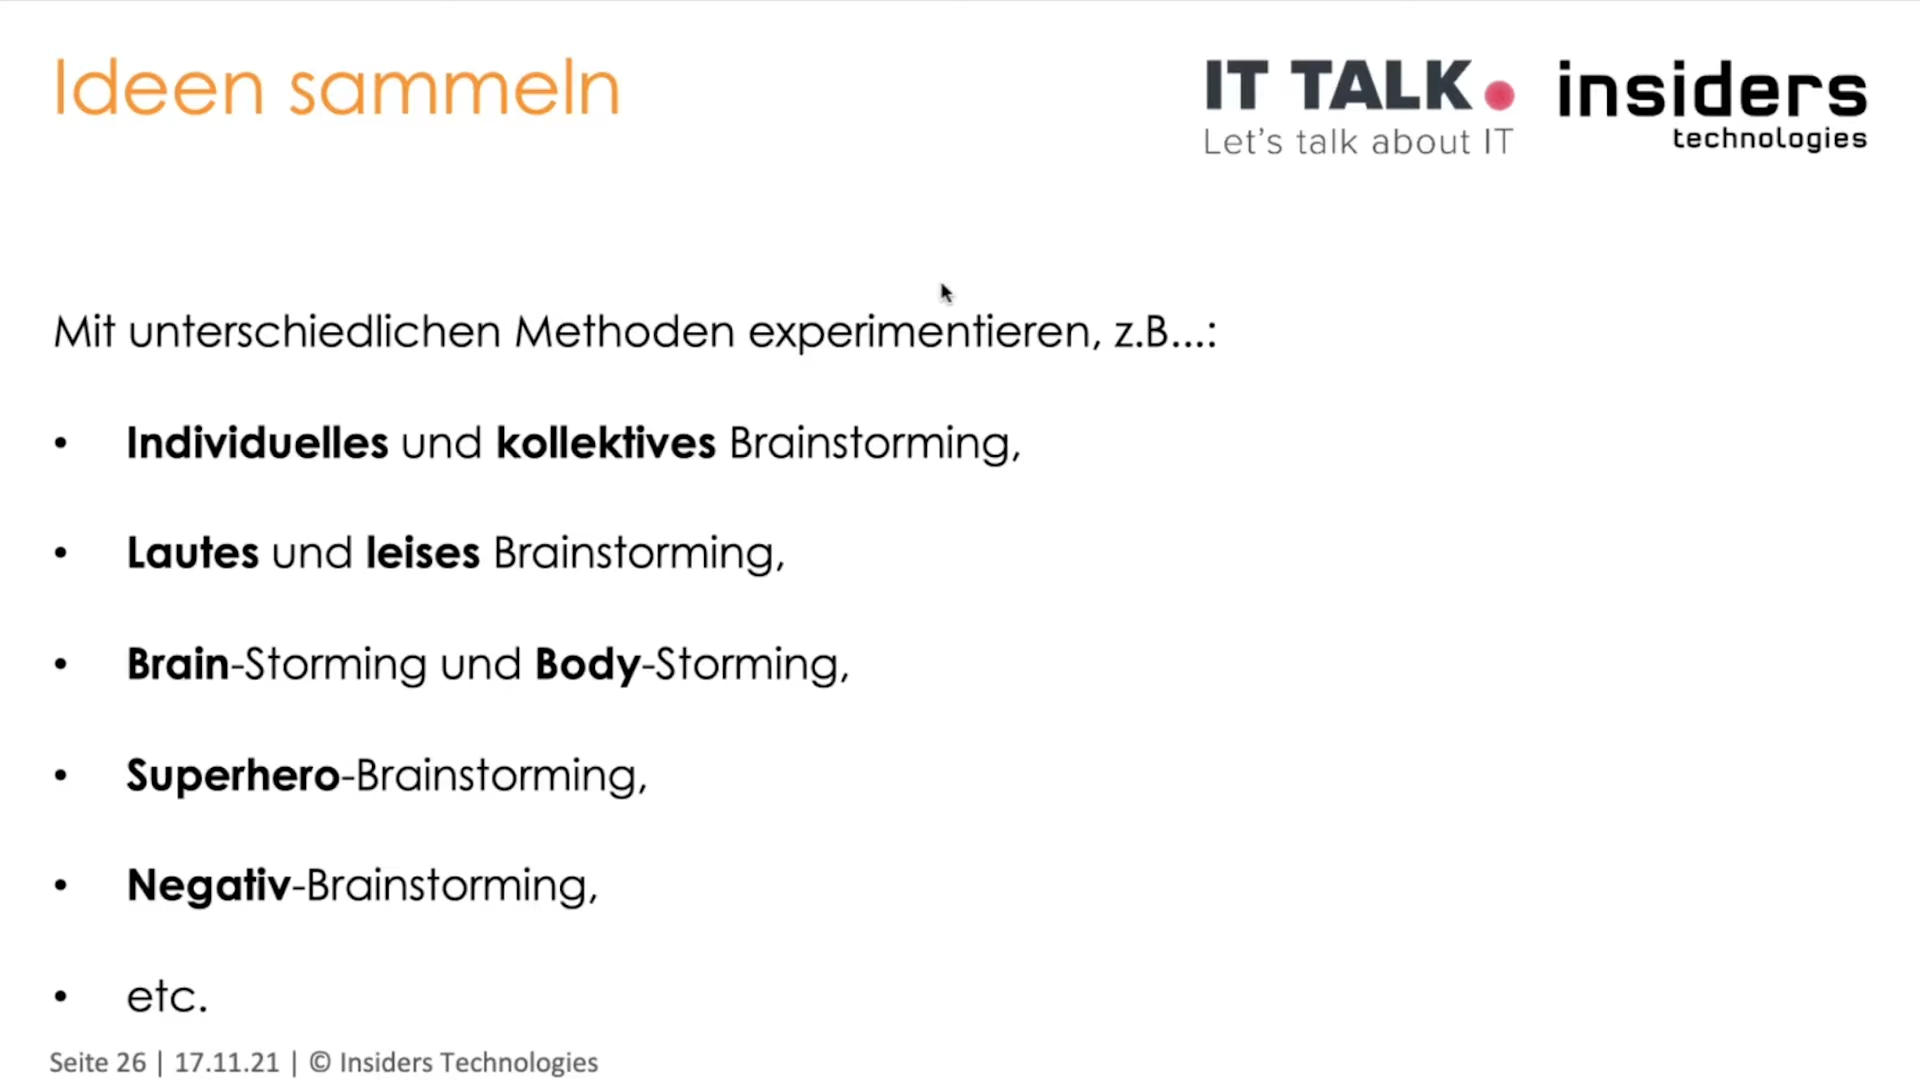 Ideen sammeln
IT TALK.
Let's talk about IT
insiders
technologies
Mit unterschiedlichen Methoden experimentieren, z.B...:
• Individuelles und kollektives Brainstorming,
• Lautes und leises Brainstorming,
• Brain-Storming und Body-Storming,
• Superhero-Brainstorming,
• Negativ-Brainstorming,
• etc.
Seite 26 | 17.11.21 | © Insiders Technologies